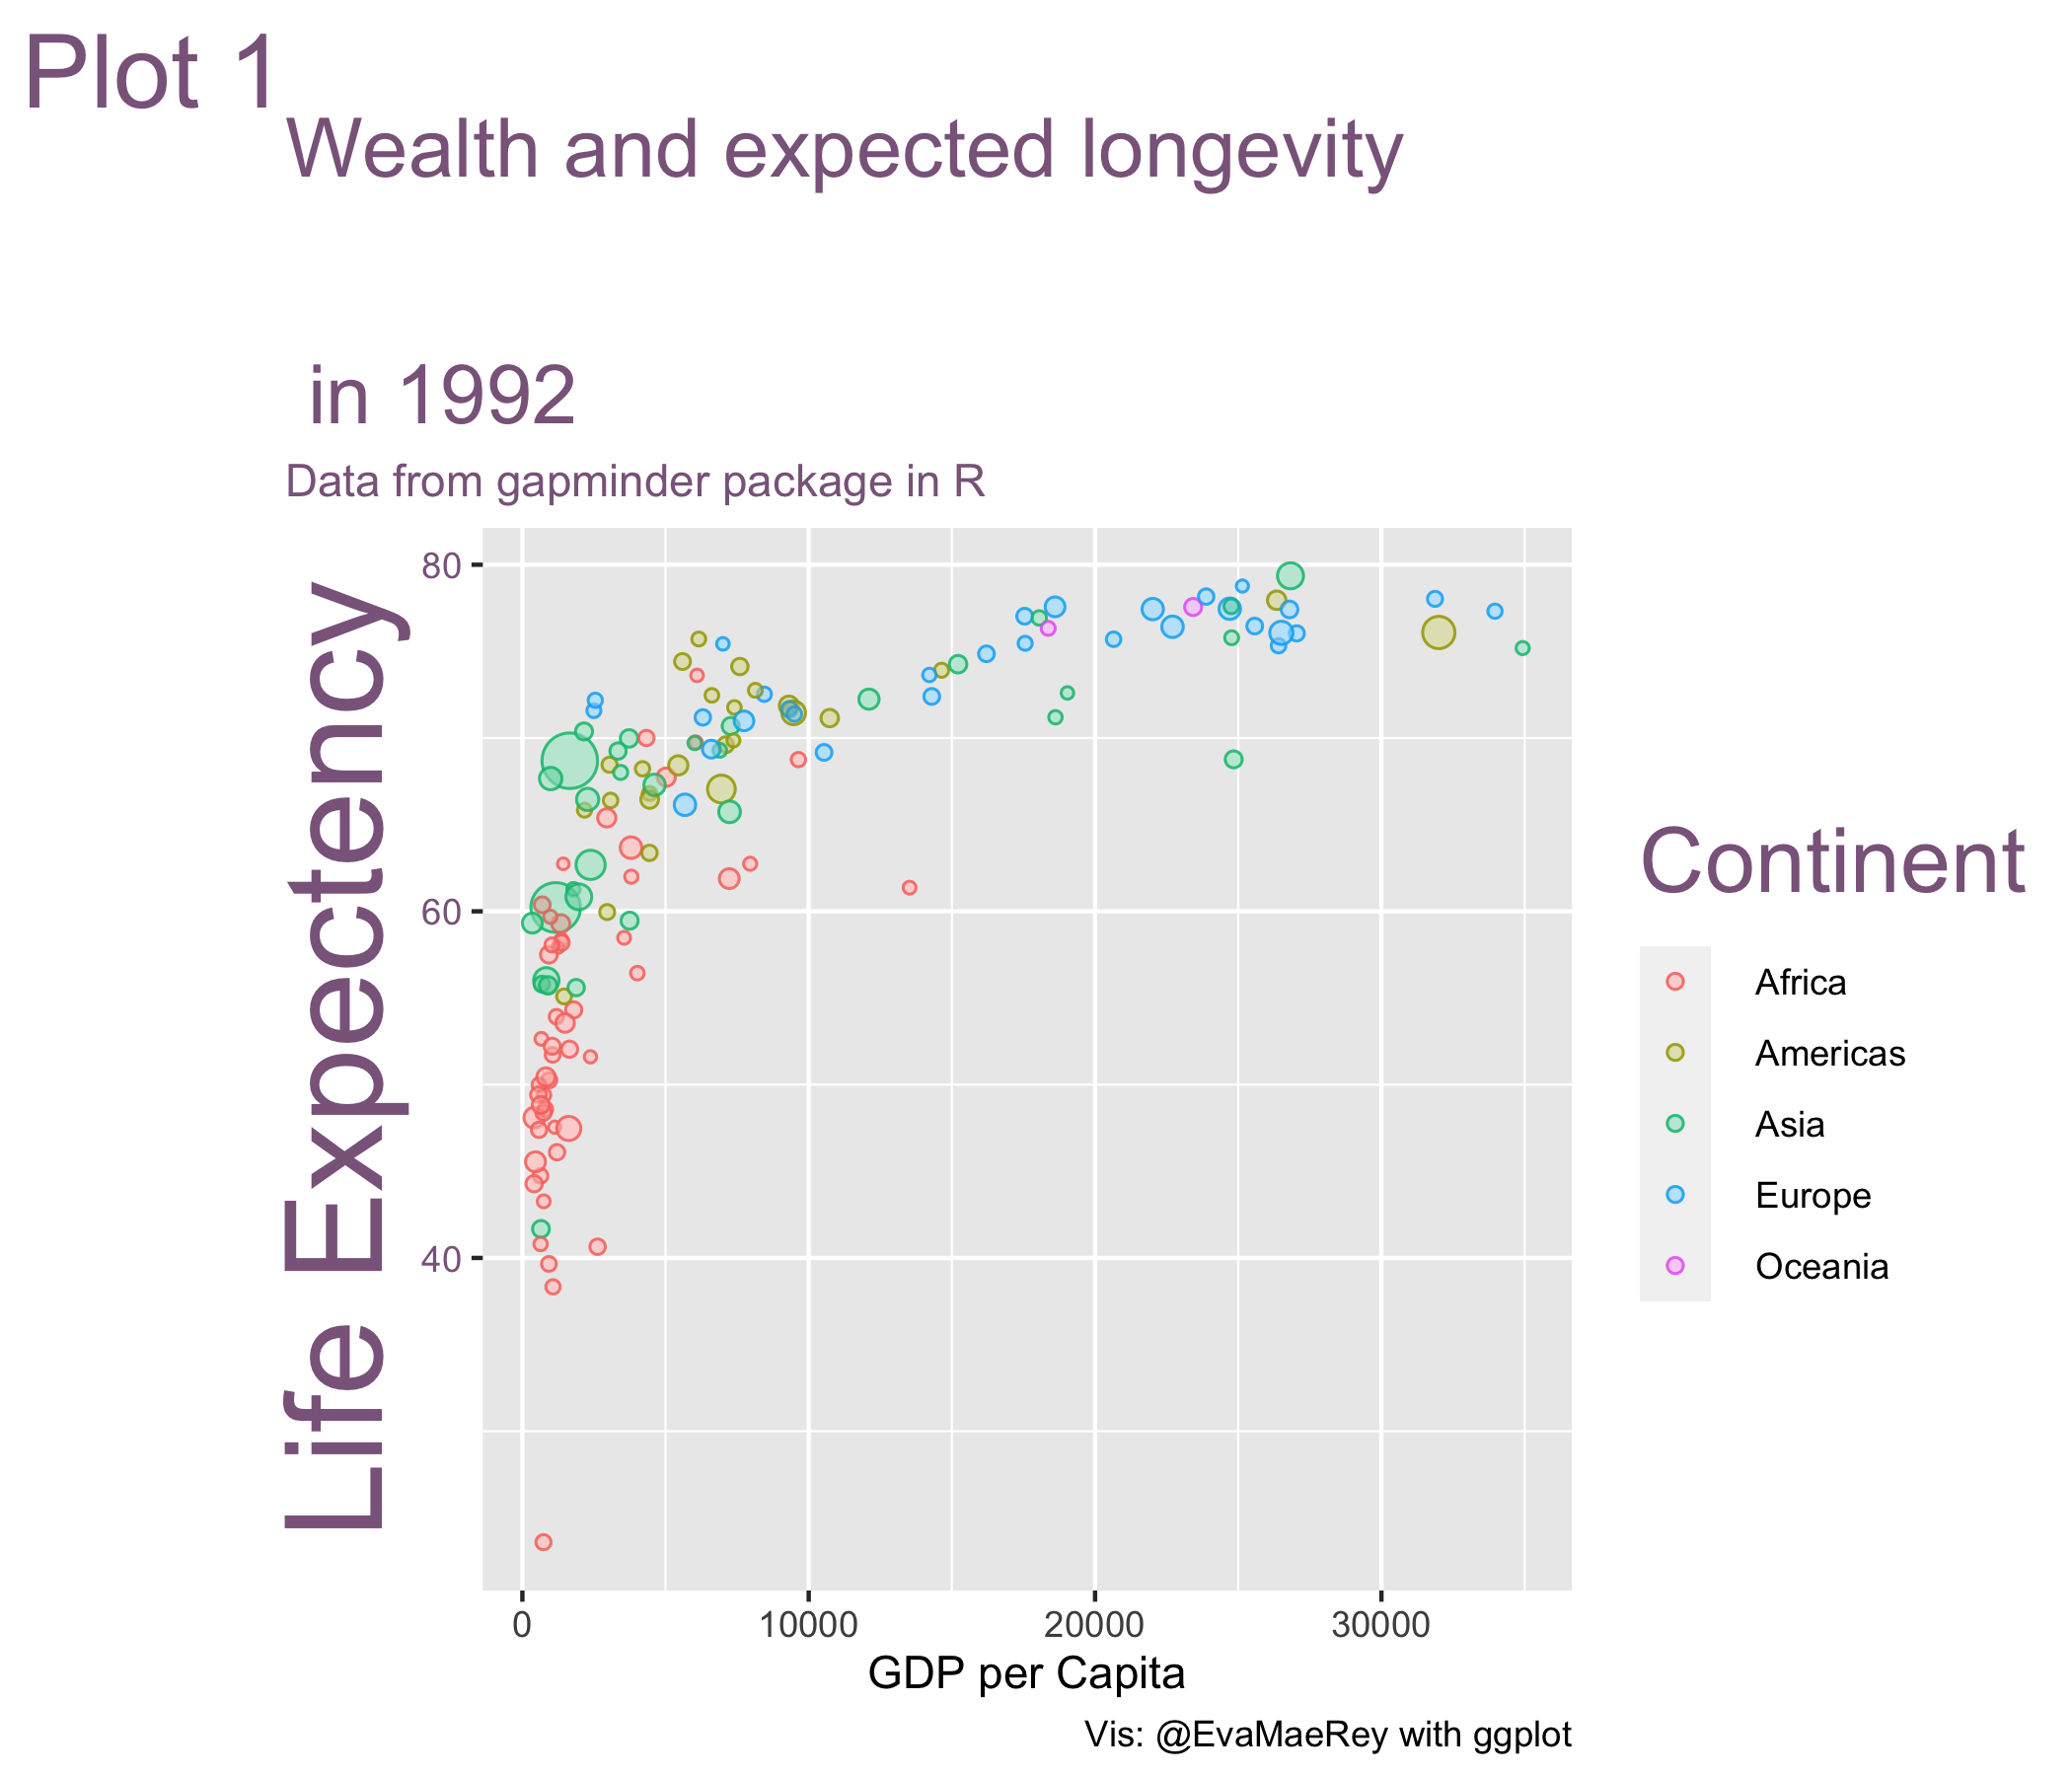 Plot 1
Wealth and expected longevity
in 1992
Data from gapminder package in R
Life Expectency
80
60
40
0 10000 20000 30000
GDP per Capita
Continent
Africa
Americas
Asia
Europe
Oceania
Vis: @EvaMaeRey with ggplot